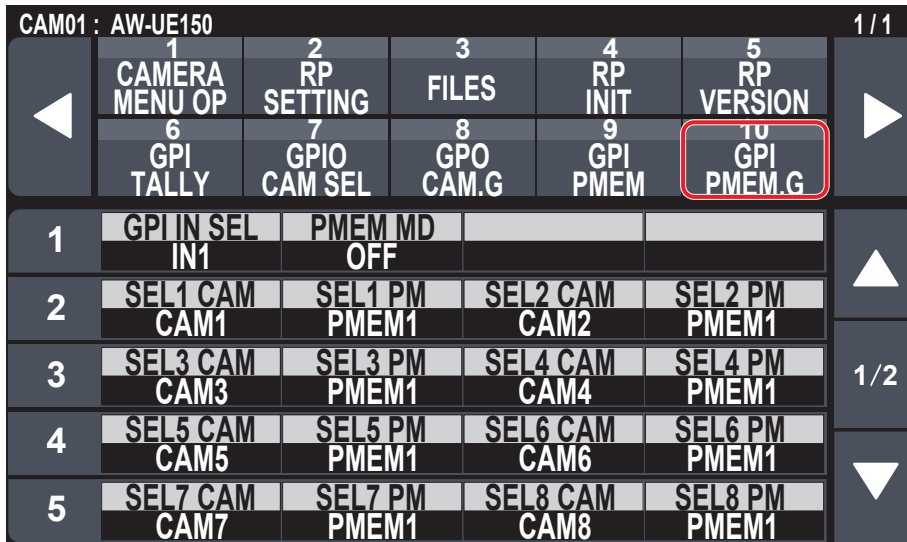 CAM01 : AW-UE150 1 / 1
1 2 3 4 5
CAMERA MENU OP RP SETTING FILES RP INIT RP VERSION
6 7 8 9 10
GPI TALLY GPIO CAM SEL GPO CAM.G GPI PMEM GPI PMEM.G
1 GPI IN SEL PMEM MD
IN1 OFF
2 SEL1 CAM SEL1 PM SEL2 CAM SEL2 PM
CAM1 PMEM1 CAM2 PMEM1
3 SEL3 CAM SEL3 PM SEL4 CAM SEL4 PM 1/2
CAM3 PMEM1 CAM4 PMEM1
4 SEL5 CAM SEL5 PM SEL6 CAM SEL6 PM
CAM5 PMEM1 CAM6 PMEM1
5 SEL7 CAM SEL7 PM SEL8 CAM SEL8 PM
CAM7 PMEM1 CAM8 PMEM1